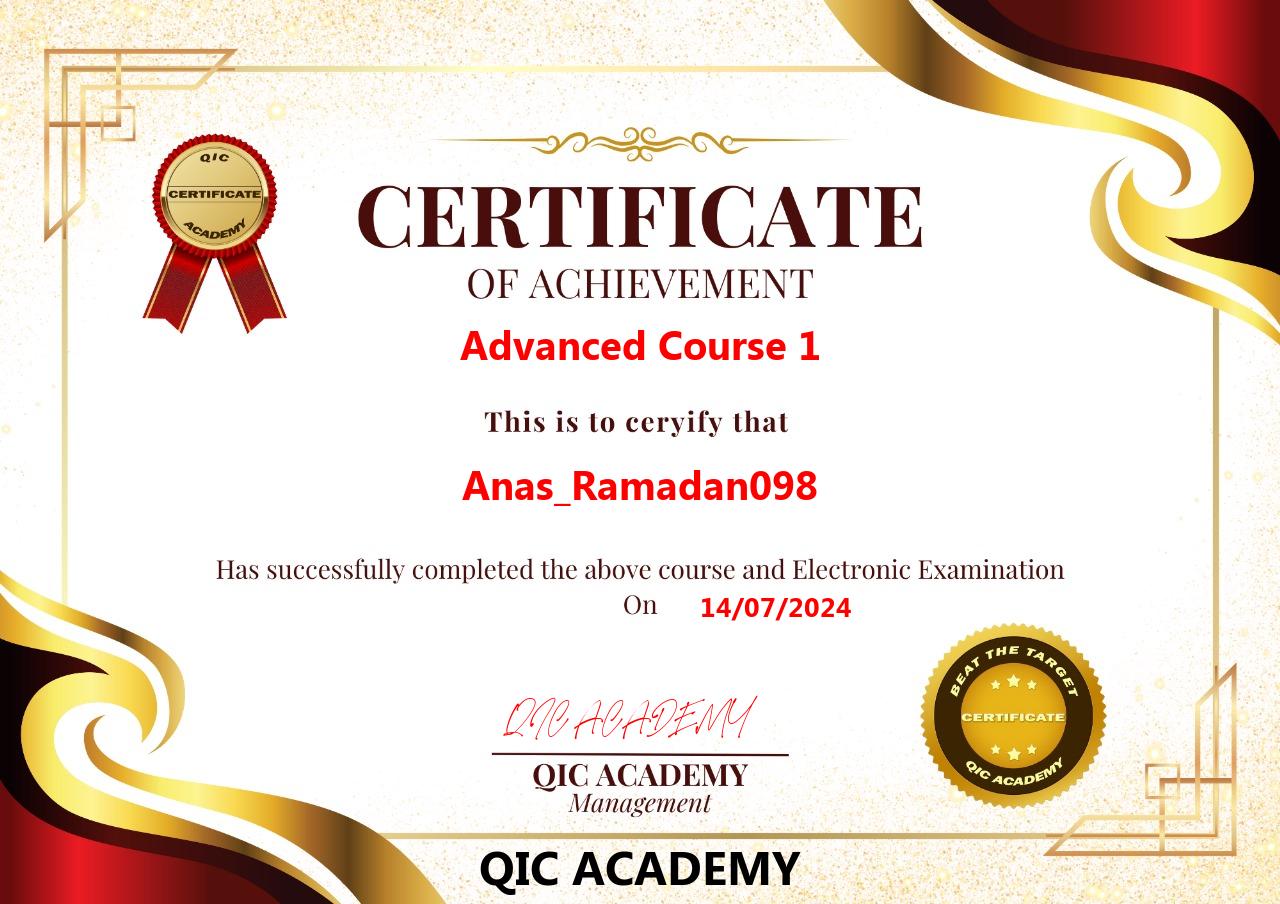 QIC
CERTIFICATE
ACADEMY
CERTIFICATE
OF ACHIEVEMENT
Advanced Course 1
This is to ceryify that
Anas_Ramadan098
Has successfully completed the above course and Electronic Examination
On 14/07/2024
BEAT THE TARGET
CERTIFICATE
QIC ACADEMY
QIC ACADEMY
QIC ACADEMY
Management
QIC ACADEMY